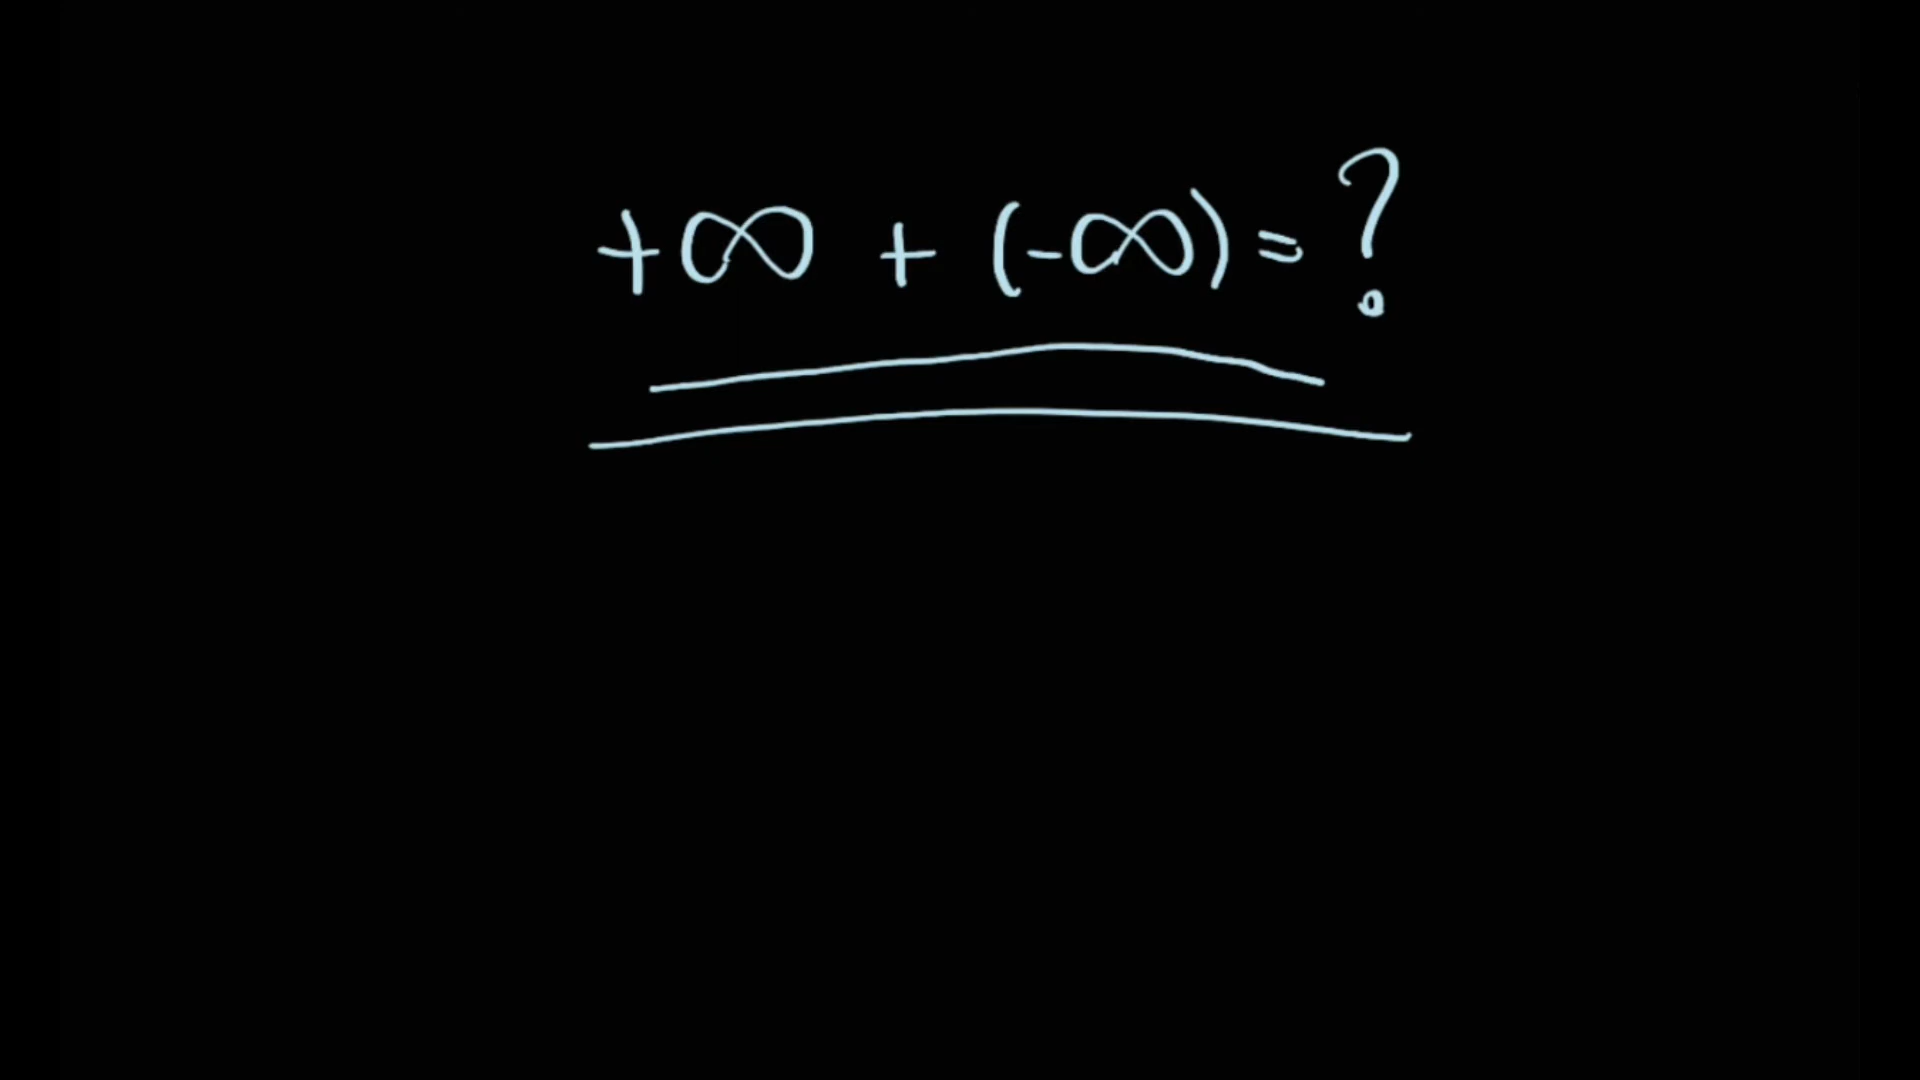 +∞ + (-∞) = ?